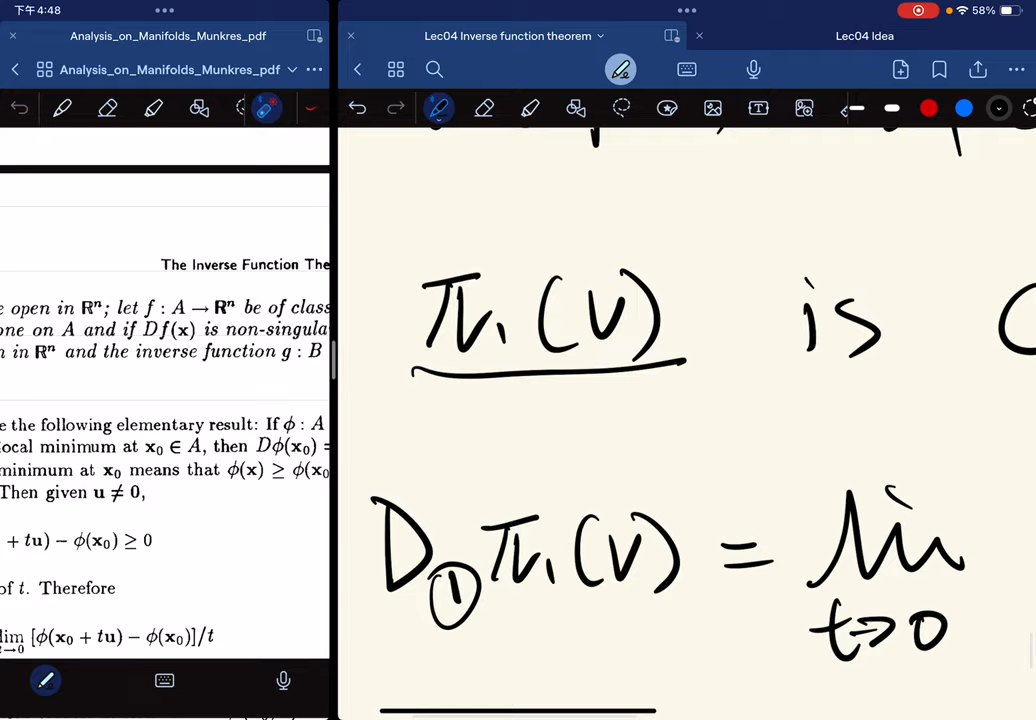 下午4:48
58%
Analysis_on_Manifolds_Munkres_pdf
Lec04 Inverse function theorem
Lec04 Idea
Analysis_on_Manifolds_Munkres_pdf
The Inverse Function The
e open in Rⁿ; let f : A → Rⁿ be of class
one on A and if Df(x) is non-singula
n in Rⁿ and the inverse function g : B
e the following elementary result: If ϕ : A
local minimum at x₀ ∈ A, then Dϕ(x₀) =
minimum at x₀ means that ϕ(x) ≥ ϕ(x₀
Then given u ≠ 0,
+ tu) − ϕ(x₀) ≥ 0
of t. Therefore
lim [ϕ(x₀ + tu) − ϕ(x₀)]/t
t→0
π₁(v) is C
D₁π₁(v) = lim
t→0